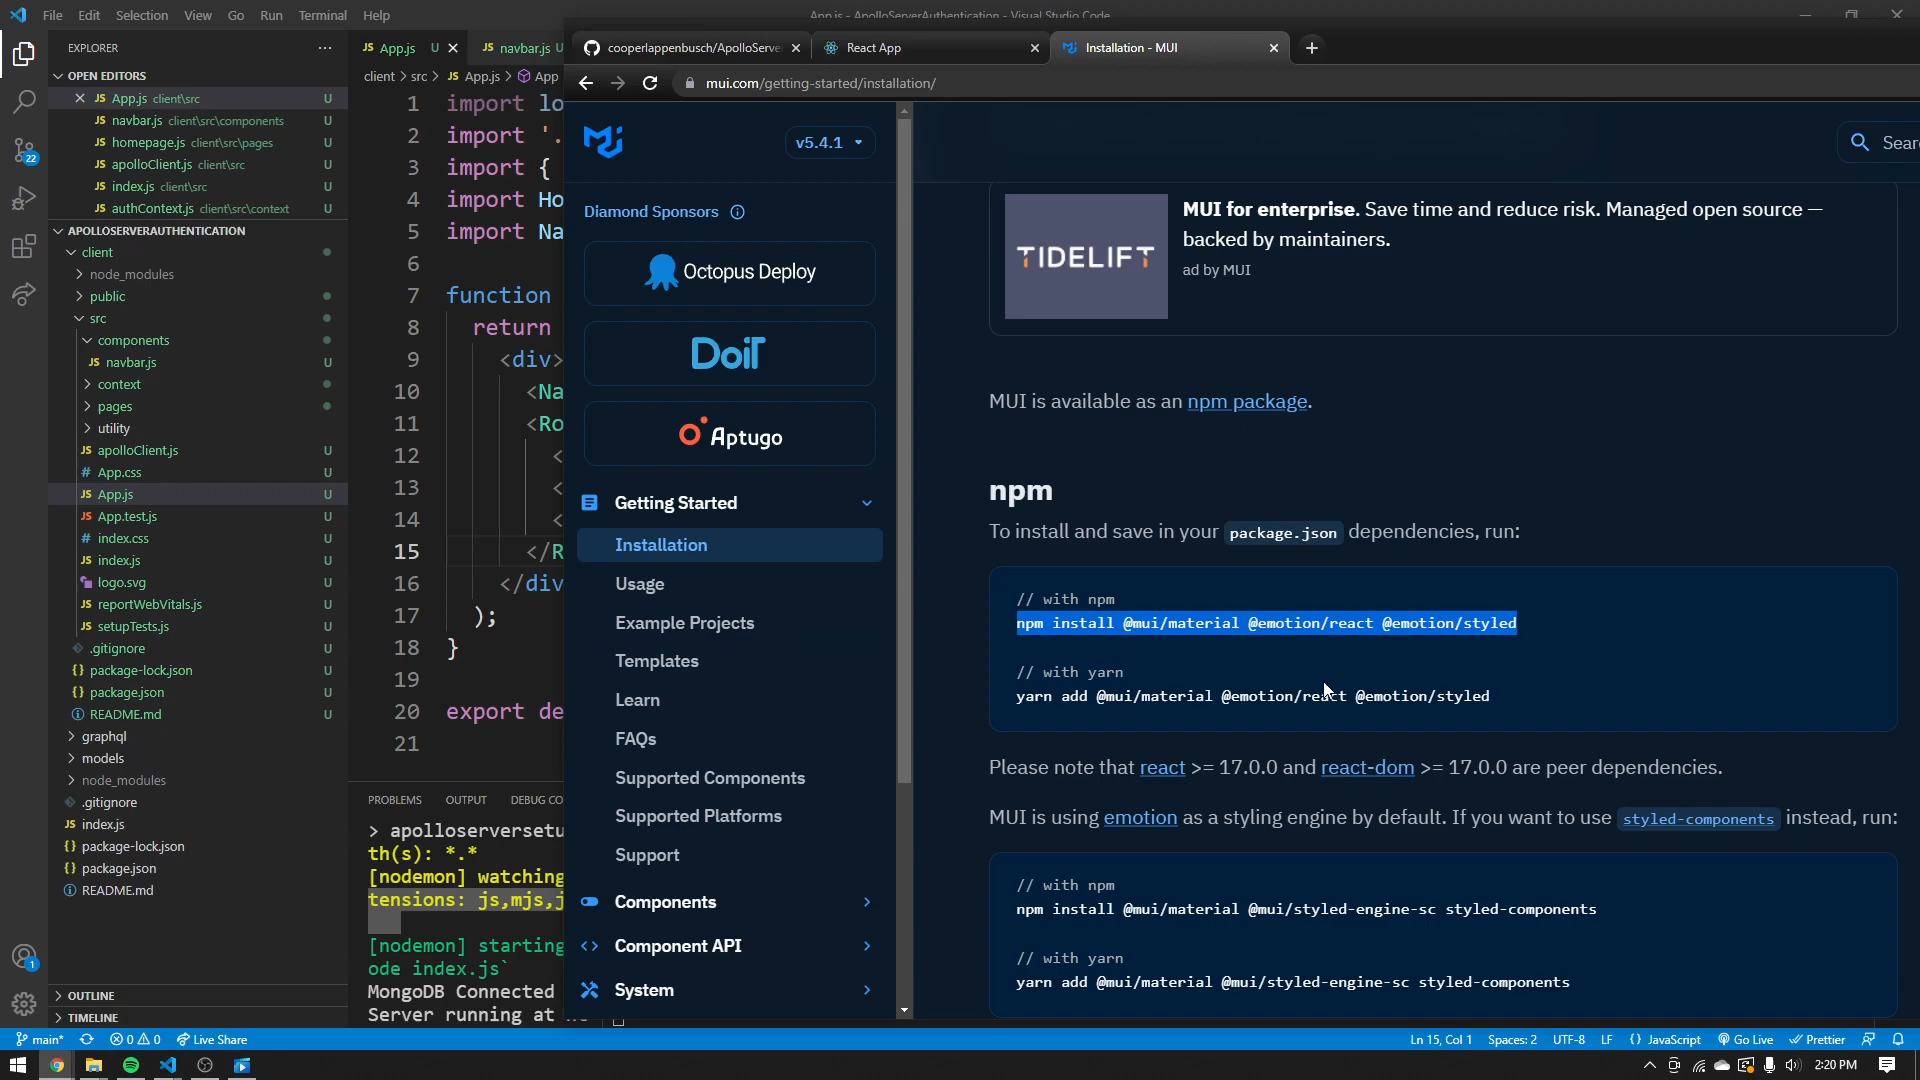 File Edit Selection View Go Run Terminal Help
App.js - ApolloServerAuthentication - Visual Studio Code
EXPLORER
OPEN EDITORS
App.js client\src U
navbar.js client\src\components U
homepage.js client\src\pages U
apolloClient.js client\src U
index.js client\src U
authContext.js client\src\context U
APOLLOSERVERAUTHENTICATION
client
node_modules
public
src
components
navbar.js U
context
pages
utility
apolloClient.js U
# App.css U
JS App.js U
JS App.test.js U
# index.css U
JS index.js U
logo.svg U
JS reportWebVitals.js U
JS setupTests.js U
.gitignore U
{} package-lock.json U
{} package.json U
README.md U
graphql
models
node_modules
.gitignore
JS index.js
{} package-lock.json
{} package.json
README.md
OUTLINE
TIMELINE
JS App.js U
JS navbar.js U
client > src > JS App.js > App
1 import lo
2 import '.
3 import {
4 import Ho
5 import Na
6
7 function
8 return
9 <div>
10 <Na
11 <Ro
12 <
13 <
14 <
15 </R
16 </div
17 );
18 }
19
20 export de
21
PROBLEMS OUTPUT DEBUG CO
> apolloserversetu
th(s): *.*
[nodemon] watching
tensions: js,mjs,j
[nodemon] starting
ode index.js`
MongoDB Connected
Server running at
cooperlappenbusch/ApolloServe
React App
Installation - MUI
mui.com/getting-started/installation/
v5.4.1
Diamond Sponsors
Octopus Deploy
DoiT
Aptugo
Getting Started
Installation
Usage
Example Projects
Templates
Learn
FAQs
Supported Components
Supported Platforms
Support
Components
Component API
System
Sear
TIDELIFT
MUI for enterprise. Save time and reduce risk. Managed open source —
backed by maintainers.
ad by MUI
MUI is available as an npm package.
npm
To install and save in your package.json dependencies, run:
// with npm
npm install @mui/material @emotion/react @emotion/styled
// with yarn
yarn add @mui/material @emotion/react @emotion/styled
Please note that react >= 17.0.0 and react-dom >= 17.0.0 are peer dependencies.
MUI is using emotion as a styling engine by default. If you want to use styled-components instead, run:
// with npm
npm install @mui/material @mui/styled-engine-sc styled-components
// with yarn
yarn add @mui/material @mui/styled-engine-sc styled-components
22
1
main* 0 0 Live Share
Ln 15, Col 1 Spaces: 2 UTF-8 LF {} JavaScript Go Live Prettier
2:20 PM